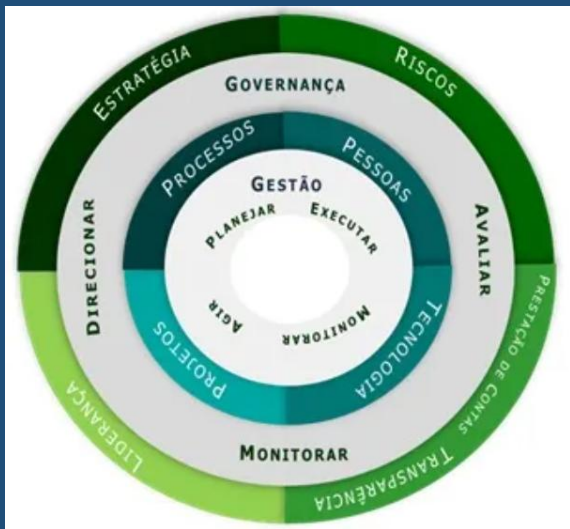 ESTRATÉGIA
RISCOS
GOVERNANÇA
PROCESSOS
PESSOAS
GESTÃO
PLANEJAR
EXECUTAR
DIRECIONAR
AVALIAR
AGIR
MONITORAR
PROJETOS
TECNOLOGIA
MONITORAR
LIDERANÇA
TRANSPARÊNCIA
PRESTAÇÃO DE CONTAS